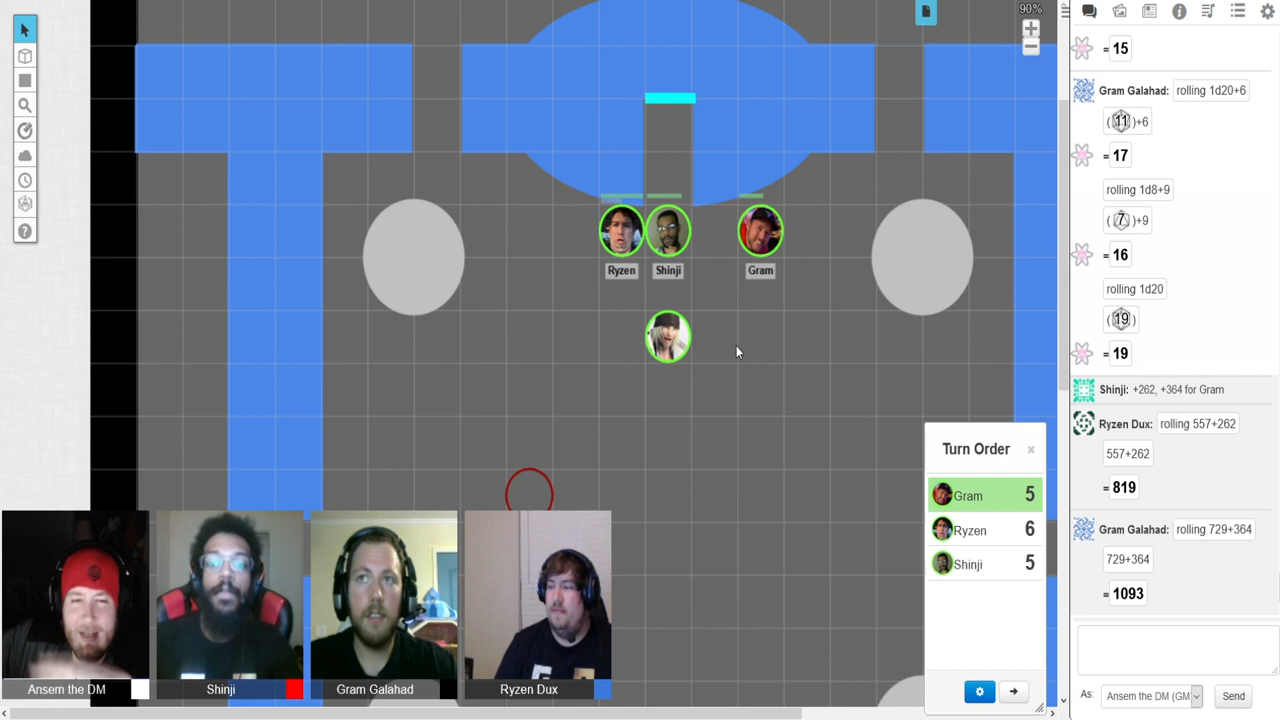 90%
= 15
Gram Galahad: rolling 1d20+6
(11)+6
= 17
rolling 1d8+9
(7)+9
= 16
rolling 1d20
(19)
= 19
Shinji: +262, +364 for Gram
Ryzen Dux: rolling 557+262
557+262
= 819
Gram Galahad: rolling 729+364
729+364
= 1093
As: Ansem the DM (GM) Send
Ryzen
Shinji
Gram
Turn Order ×
Gram 5
Ryzen 6
Shinji 5
Ansem the DM
Shinji
Gram Galahad
Ryzen Dux